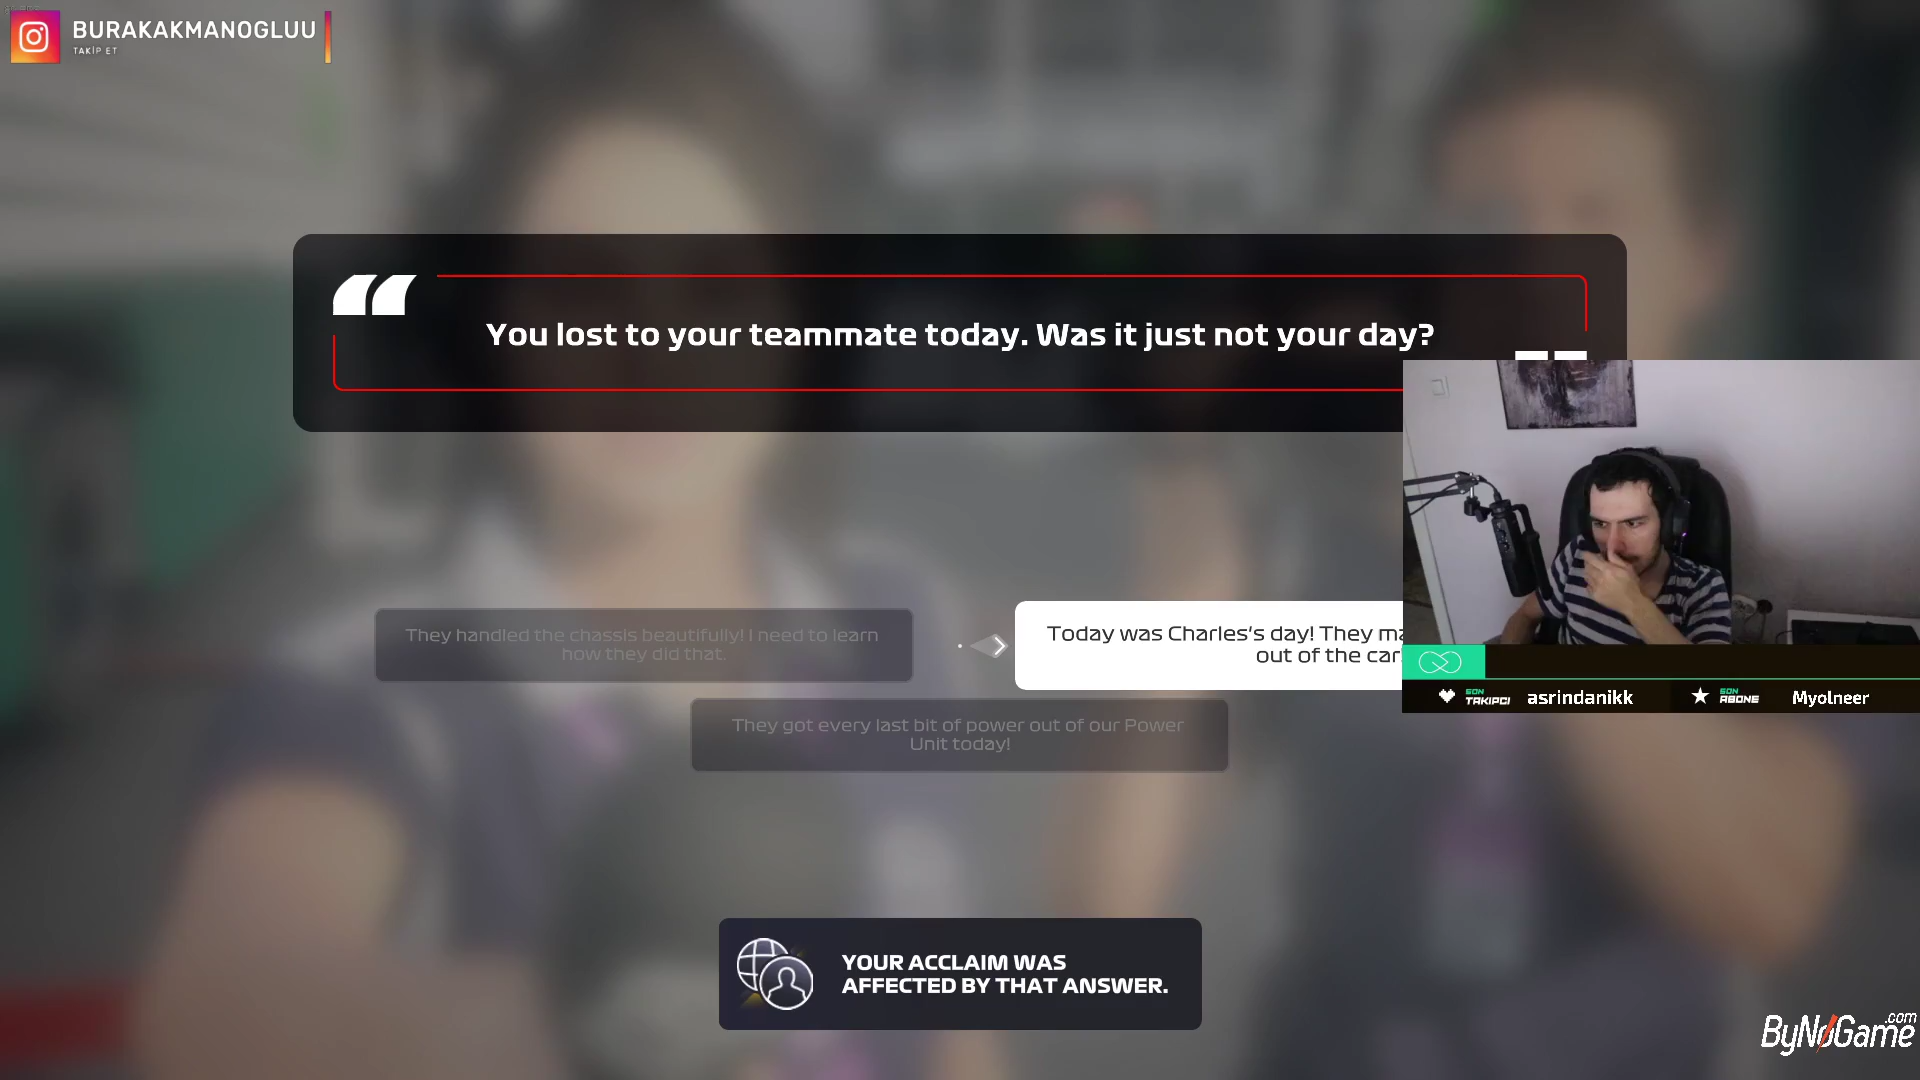 BURAKAKMANOGLUU
TAKİP ET
You lost to your teammate today. Was it just not your day?
They handled the chassis beautifully! I need to learn
how they did that.
Today was Charles's day! They
out of the car
They got every last bit of power out of our Power
Unit today!
SON
TAKIPCI
asrindanikk
SON
ABONE
Myolneer
YOUR ACCLAIM WAS
AFFECTED BY THAT ANSWER.
ByNoGame
.com